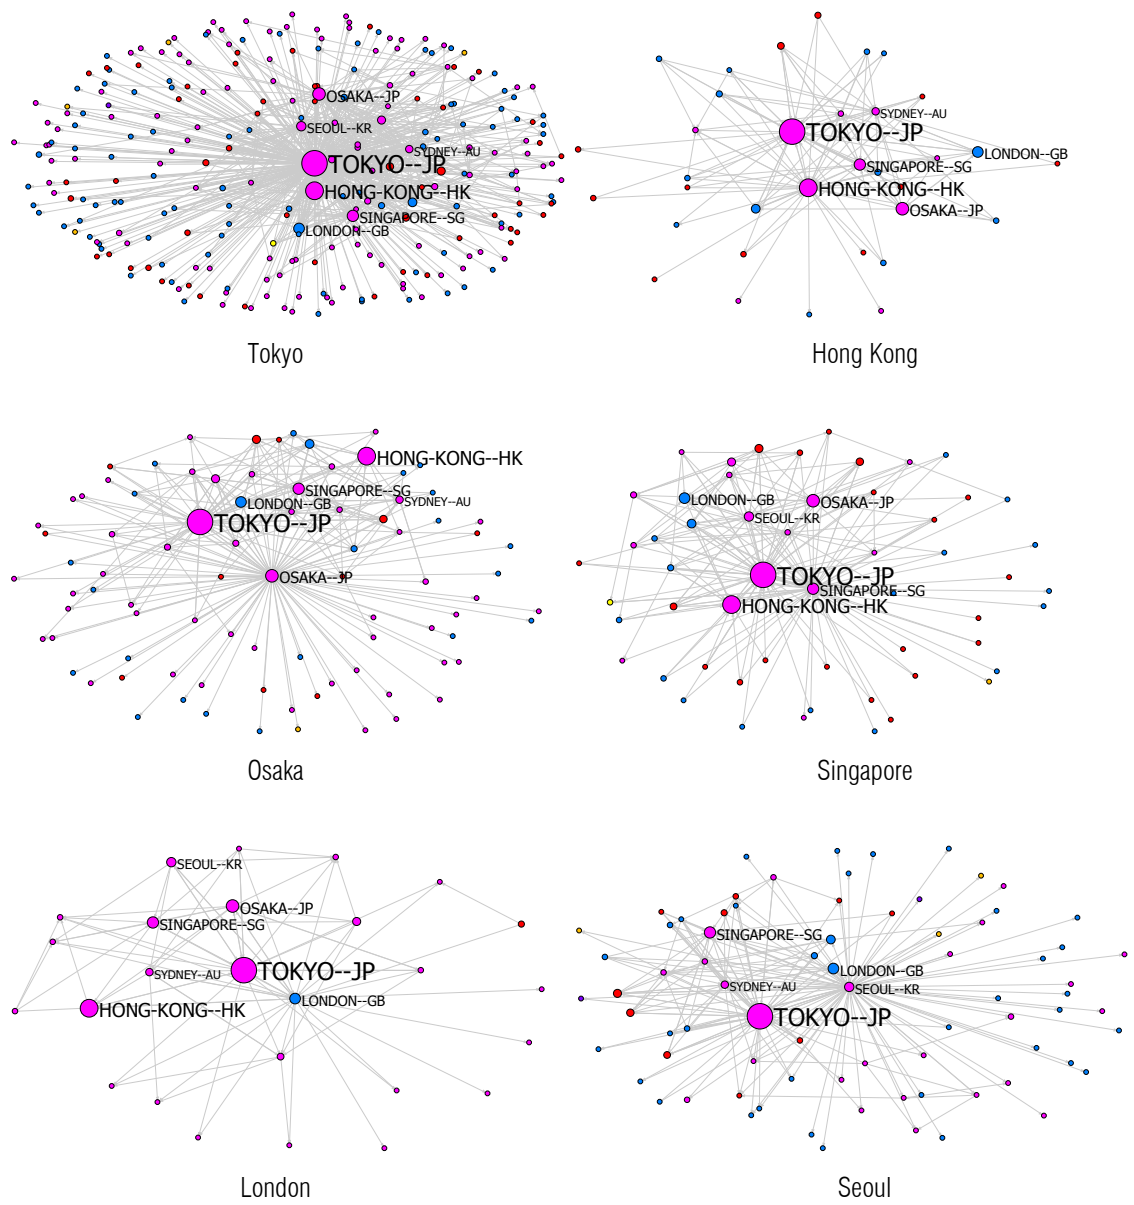 OSAKA--JP
SEOUL--KR
SYDNEY--AU
TOKYO--JP
HONG-KONG--HK
SINGAPORE--SG
LONDON--GB
Tokyo
SYDNEY--AU
TOKYO--JP
LONDON--GB
SINGAPORE--SG
HONG-KONG--HK
OSAKA--JP
Hong Kong
HONG-KONG--HK
SINGAPORE--SG
SYDNEY--AU
LONDON--GB
TOKYO--JP
OSAKA--JP
Osaka
LONDON--GB
OSAKA--JP
SEOUL--KR
TOKYO--JP
SINGAPORE--SG
HONG-KONG--HK
Singapore
SEOUL--KR
OSAKA--JP
SINGAPORE--SG
SYDNEY--AU
TOKYO--JP
LONDON--GB
HONG-KONG--HK
London
SINGAPORE--SG
LONDON--GB
SYDNEY--AU
SEOUL--KR
TOKYO--JP
Seoul